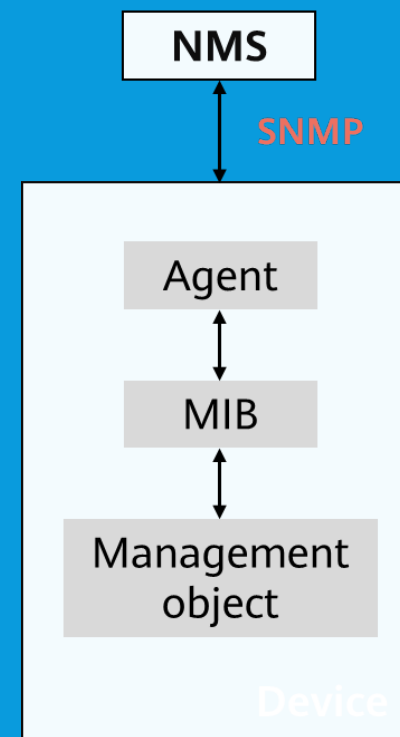 NMS
SNMP
Agent
MIB
Management
object
Device